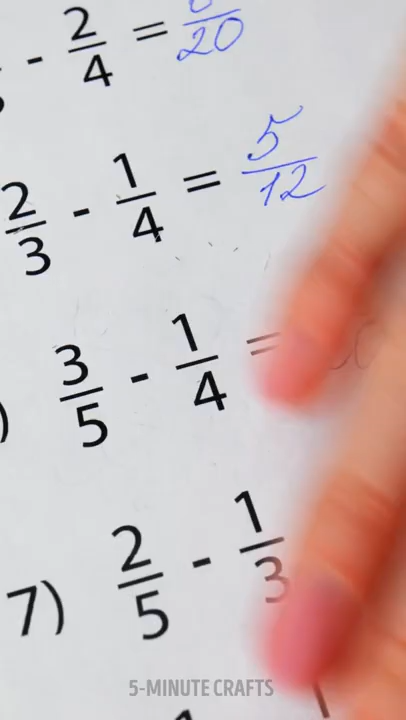 - 2/4 = /20
2/3 - 1/4 = 5/12
) 3/5 - 1/4 =
7) 2/5 - 1/3
5-MINUTE CRAFTS